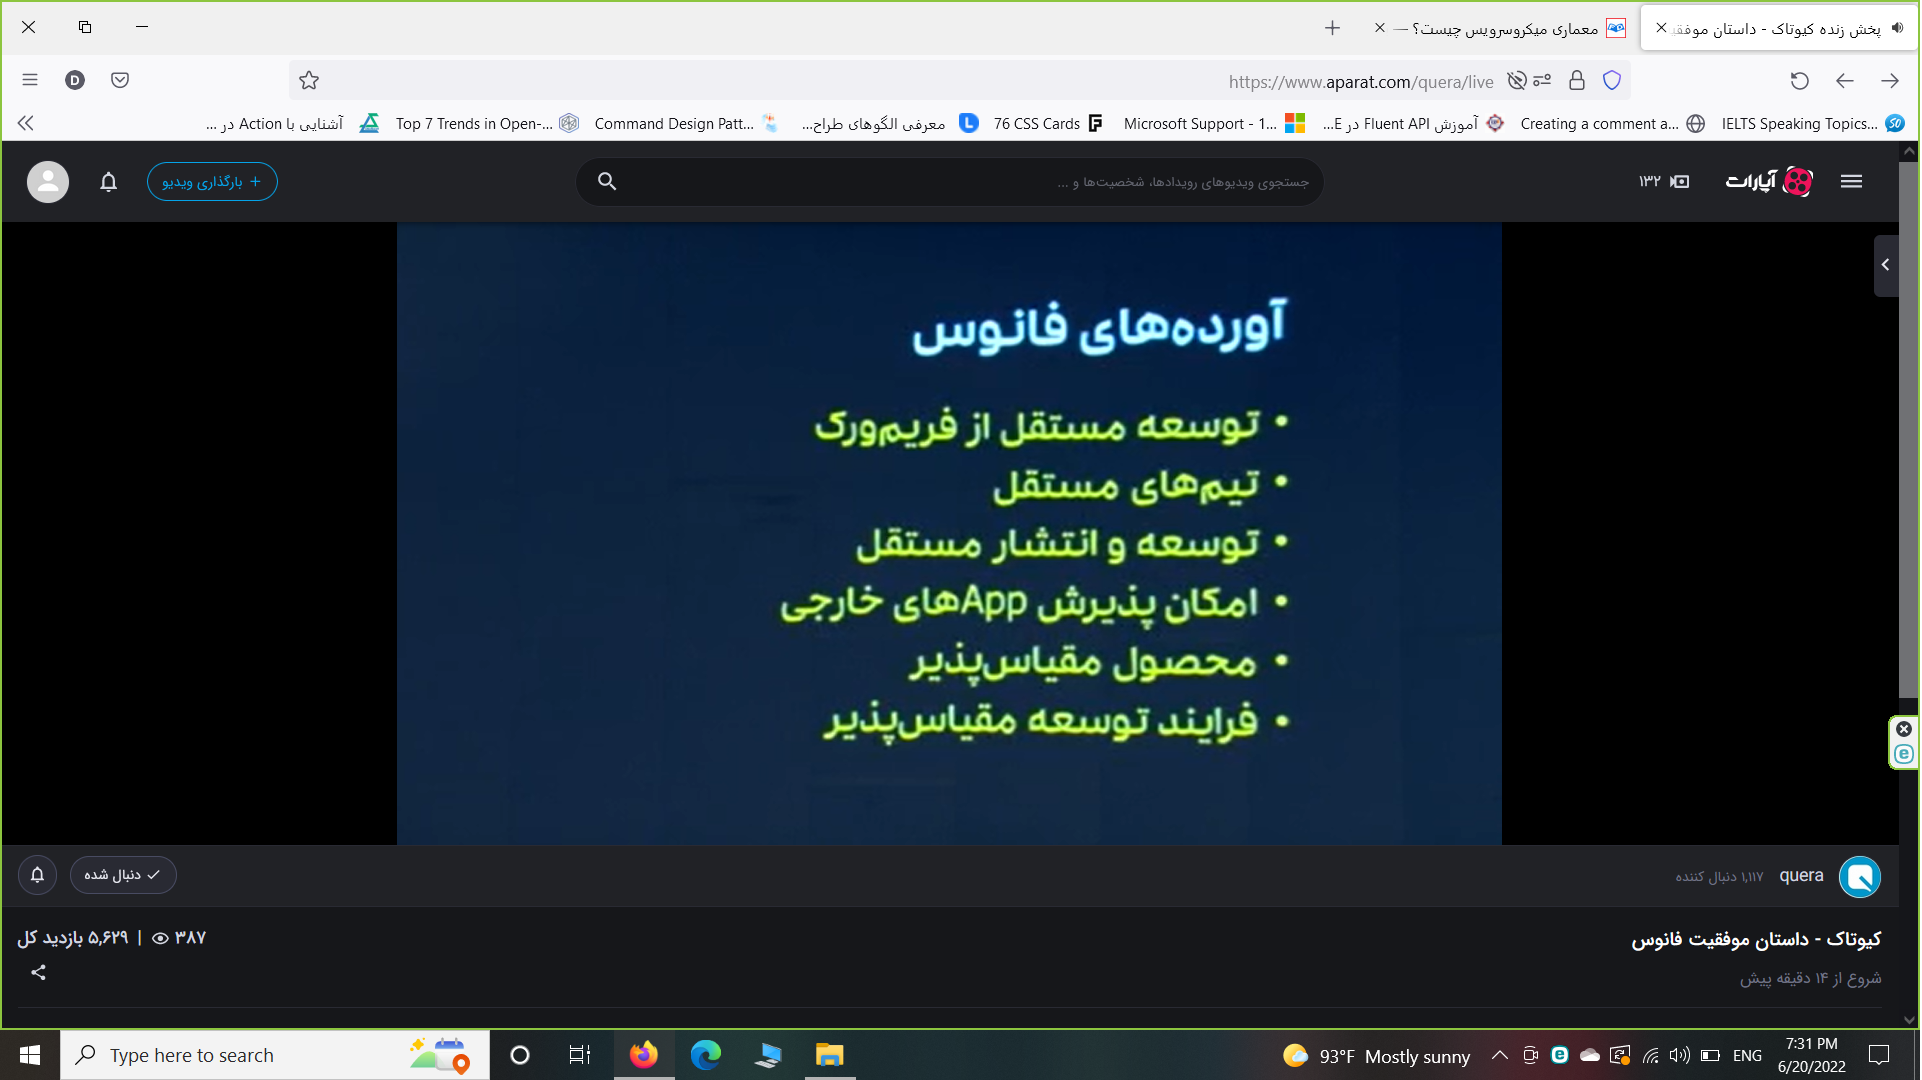 پخش زنده کیوتاک - داستان موفقی
معماری میکروسرویس چیست؟ —
https://www.aparat.com/quera/live
IELTS Speaking Topics...
Creating a comment a...
آموزش Fluent API در E...
Microsoft Support - 1...
76 CSS Cards
معرفی الگوهای طراح...
Command Design Patt...
Top 7 Trends in Open-...
آشنایی با Action در ...
آپارات
۱۳۲
جستجوی ویدیوهای رویدادها، شخصیت‌ها و ...
+ بارگذاری ویدیو
آورده‌های فانوس
• توسعه مستقل از فریم‌ورک
• تیم‌های مستقل
• توسعه و انتشار مستقل
• امکان پذیرش App‌های خارجی
• محصول مقیاس‌پذیر
• فرایند توسعه مقیاس‌پذیر
quera
۱,۱۱۷ دنبال کننده
دنبال شده
کیوتاک - داستان موفقیت فانوس
۳۸۷ | ۵,۶۲۹ بازدید کل
شروع از ۱۴ دقیقه پیش
Type here to search
93°F Mostly sunny
ENG
7:31 PM
6/20/2022